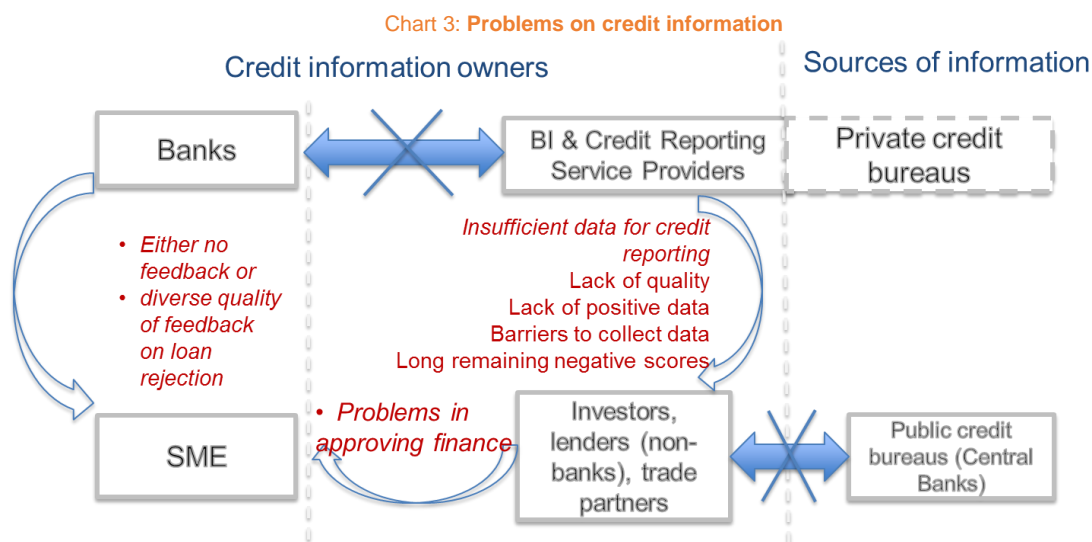 Chart 3: Problems on credit information
Credit information owners
Sources of information
Banks
BI & Credit Reporting
Service Providers
Private credit
bureaus
• Either no
feedback or
• diverse quality
of feedback
on loan
rejection
Insufficient data for credit
reporting
Lack of quality
Lack of positive data
Barriers to collect data
Long remaining negative scores
SME
• Problems in
approving finance
Investors,
lenders (non-
banks), trade
partners
Public credit
bureaus (Central
Banks)